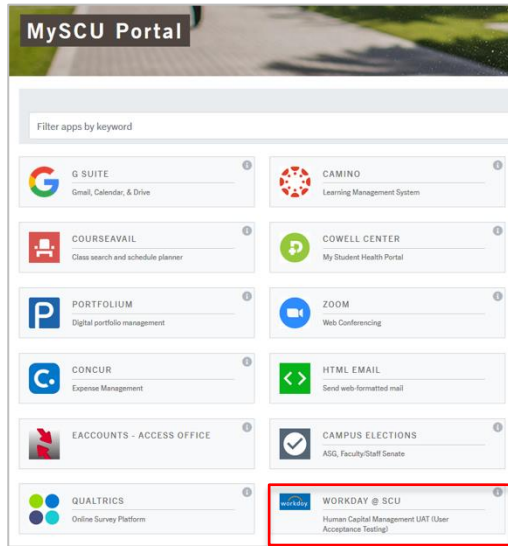 MySCU Portal
Filter apps by keyword
G SUITE
Gmail, Calendar, & Drive
CAMINO
Learning Management System
COURSEAVAIL
Class search and schedule planner
COWELL CENTER
My Student Health Portal
PORTFOLIUM
Digital portfolio management
ZOOM
Web Conferencing
CONCUR
Expense Management
HTML EMAIL
Send web-formatted mail
EACCOUNTS - ACCESS OFFICE
CAMPUS ELECTIONS
ASG, Faculty/Staff Senate
QUALTRICS
Online Survey Platform
workday
WORKDAY @ SCU
Human Capital Management UAT (User
Acceptance Testing)